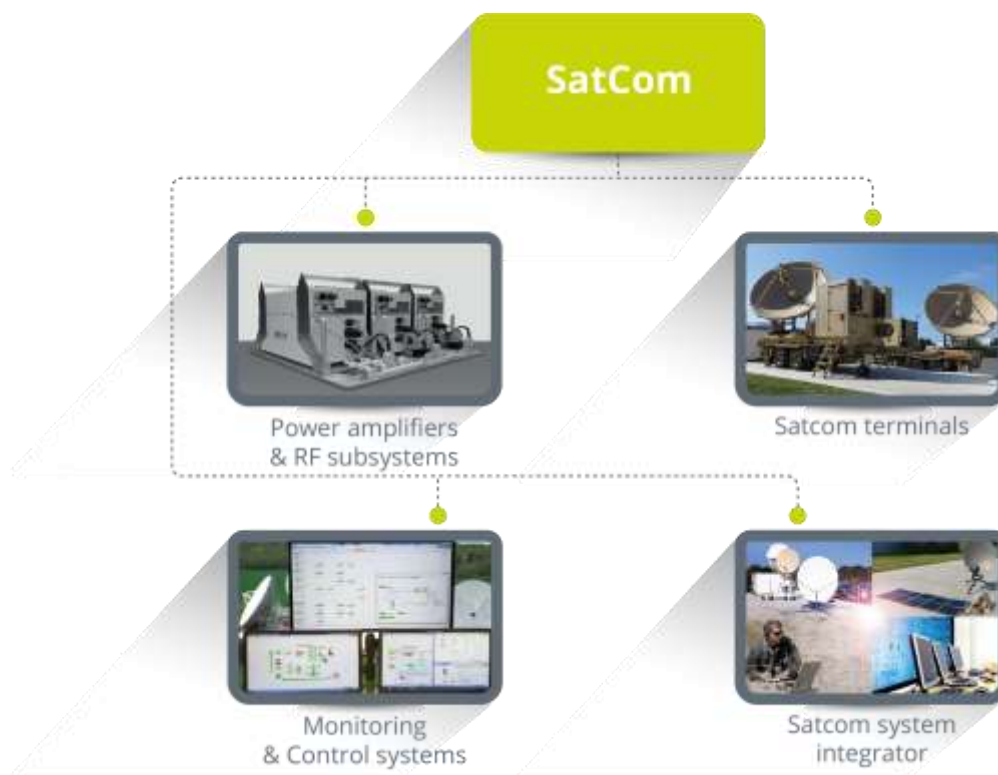 SatCom
Power amplifiers
& RF subsystems
Satcom terminals
Monitoring
& Control systems
Satcom system
integrator